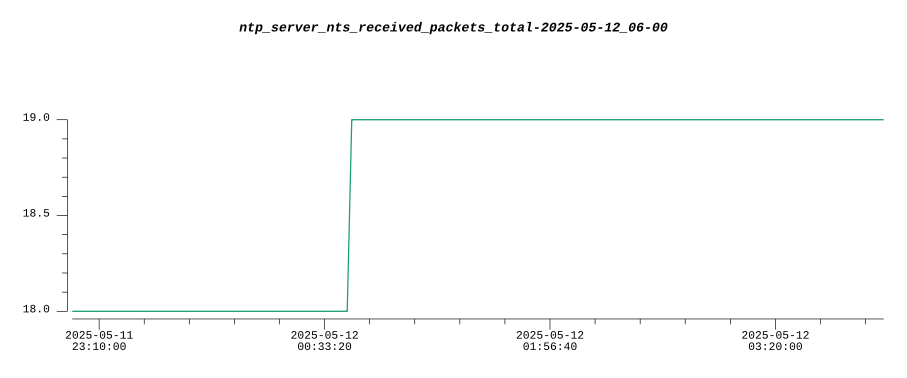 ntp_server_nts_received_packets_total-2025-05-12_06-00
19.0
18.5
18.0
2025-05-11 2025-05-12 2025-05-12 2025-05-12
23:10:00 00:33:20 01:56:40 03:20:00